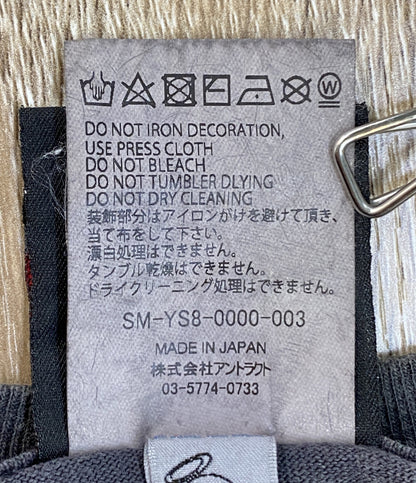 DO NOT IRON DECORATION,
USE PRESS CLOTH
DO NOT BLEACH
DO NOT TUMBLER DLYING
DO NOT DRY CLEANING
装飾部分はアイロンがけを避けて頂き、
当て布をして下さい。
漂白処理はできません。
タンブル乾燥はできません。
ドライクリーニング処理はできません。
SM-YS8-0000-003
MADE IN JAPAN
株式会社アントラクト
03-5774-0733